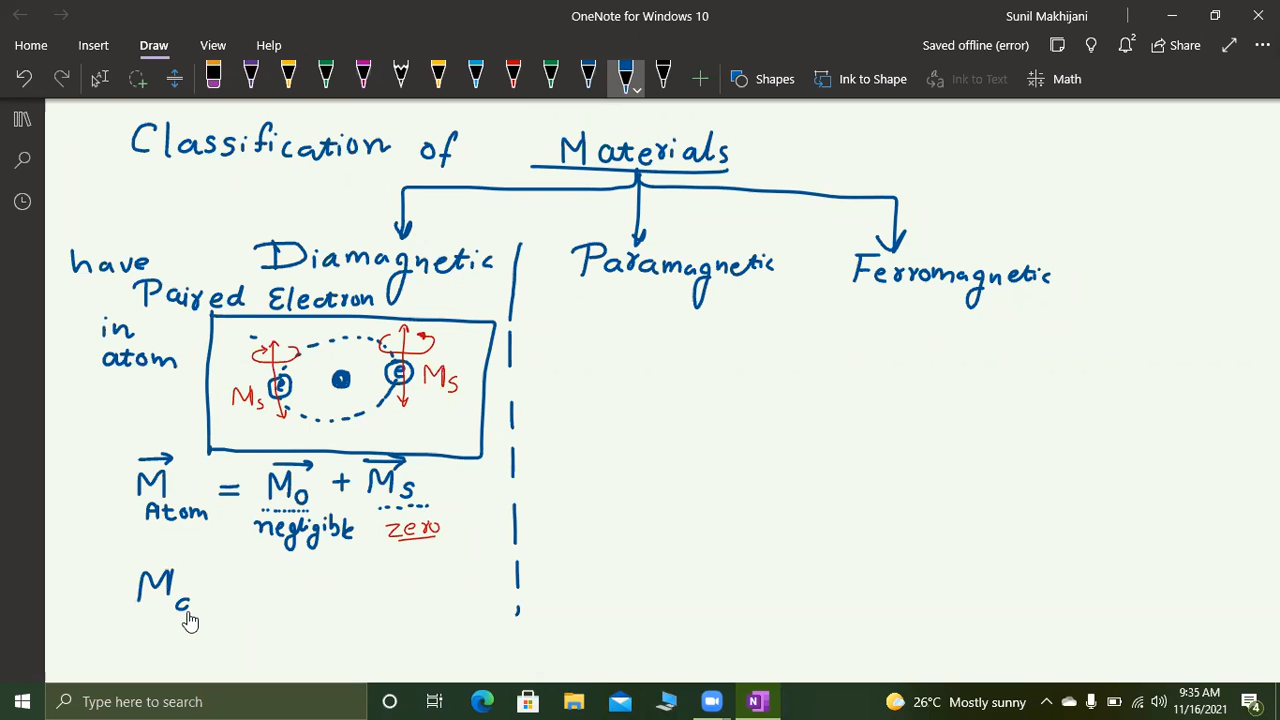 OneNote for Windows 10
Sunil Makhijani
Home Insert Draw View Help
Saved offline (error)
Share
Shapes
Ink to Shape
Ink to Text
Math
Classification of Materials
have Diamagnetic Paramagnetic Ferromagnetic
Paired Electron
in
atom
e e
Ms Ms
M Atom = Mo + Ms
negligible zero
Ma
Type here to search
26°C Mostly sunny
9:35 AM
11/16/2021
4